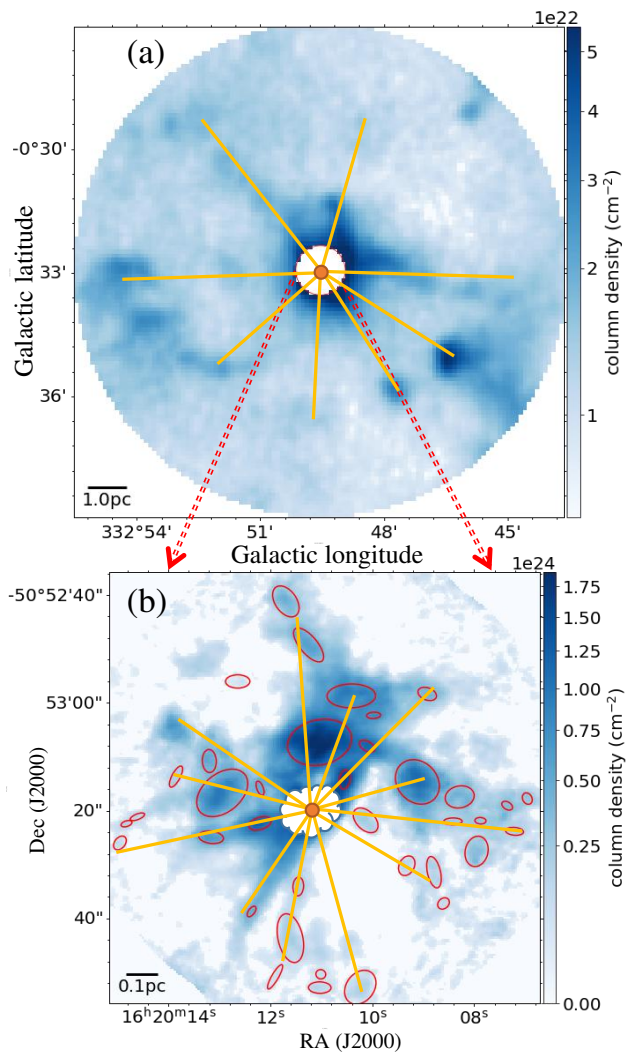 1e22
(a)
5
4
3
2
1
column density (cm⁻²)
-0°30'
33'
36'
Galactic latitude
1.0pc
332°54'
51'
48'
45'
Galactic longitude
1e24
(b)
1.75
1.50
1.25
1.00
0.75
0.50
0.25
0.00
column density (cm⁻²)
-50°52'40"
53'00"
20"
40"
Dec (J2000)
0.1pc
16ʰ20ᵐ14ˢ
12ˢ
10ˢ
08ˢ
RA (J2000)